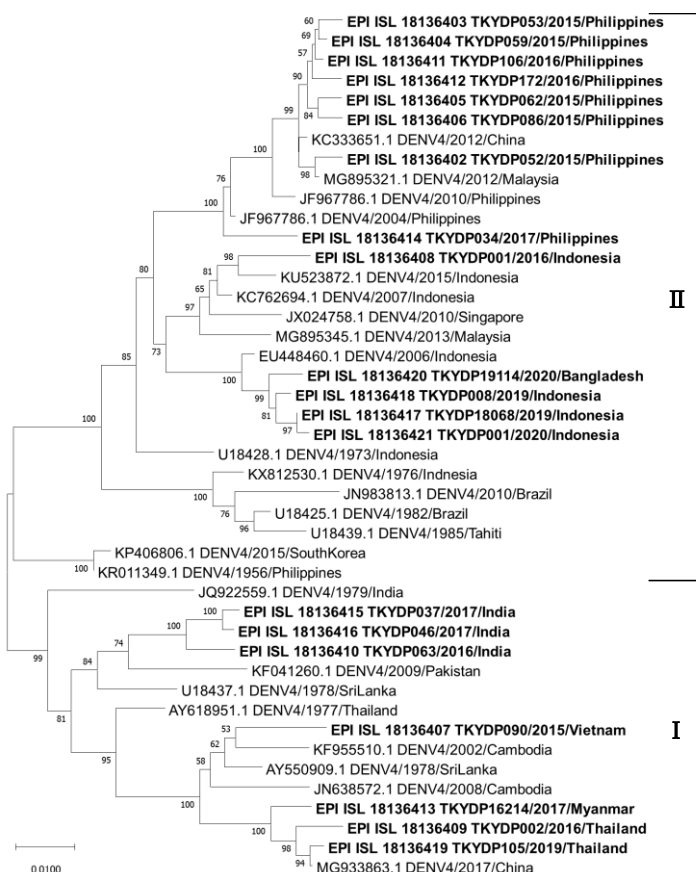 60
EPI ISL 18136403 TKYDP053/2015/Philippines
69
EPI ISL 18136404 TKYDP059/2015/Philippines
57
EPI ISL 18136411 TKYDP106/2016/Philippines
90
EPI ISL 18136412 TKYDP172/2016/Philippines
EPI ISL 18136405 TKYDP062/2015/Philippines
99
84
EPI ISL 18136406 TKYDP086/2015/Philippines
KC333651.1 DENV4/2012/China
100
EPI ISL 18136402 TKYDP052/2015/Philippines
98
MG895321.1 DENV4/2012/Malaysia
76
JF967786.1 DENV4/2010/Philippines
100
JF967786.1 DENV4/2004/Philippines
EPI ISL 18136414 TKYDP034/2017/Philippines
98
EPI ISL 18136408 TKYDP001/2016/Indonesia
80
81
KU523872.1 DENV4/2015/Indonesia
65
KC762694.1 DENV4/2007/Indonesia
II
97
JX024758.1 DENV4/2010/Singapore
MG895345.1 DENV4/2013/Malaysia
73
85
EU448460.1 DENV4/2006/Indonesia
100
EPI ISL 18136420 TKYDP19114/2020/Bangladesh
99
EPI ISL 18136418 TKYDP008/2019/Indonesia
81
EPI ISL 18136417 TKYDP18068/2019/Indonesia
100
97
EPI ISL 18136421 TKYDP001/2020/Indonesia
U18428.1 DENV4/1973/Indonesia
KX812530.1 DENV4/1976/Indnesia
100
JN983813.1 DENV4/2010/Brazil
76
U18425.1 DENV4/1982/Brazil
96
U18439.1 DENV4/1985/Tahiti
KP406806.1 DENV4/2015/SouthKorea
100
KR011349.1 DENV4/1956/Philippines
JQ922559.1 DENV4/1979/India
100
EPI ISL 18136415 TKYDP037/2017/India
100
EPI ISL 18136416 TKYDP046/2017/India
74
EPI ISL 18136410 TKYDP063/2016/India
99
84
KF041260.1 DENV4/2009/Pakistan
U18437.1 DENV4/1978/SriLanka
81
AY618951.1 DENV4/1977/Thailand
53
EPI ISL 18136407 TKYDP090/2015/Vietnam
I
62
KF955510.1 DENV4/2002/Cambodia
95
58
AY550909.1 DENV4/1978/SriLanka
JN638572.1 DENV4/2008/Cambodia
100
EPI ISL 18136413 TKYDP16214/2017/Myanmar
100
EPI ISL 18136409 TKYDP002/2016/Thailand
98
EPI ISL 18136419 TKYDP105/2019/Thailand
94
MG933863.1 DENV4/2017/China
0.0100